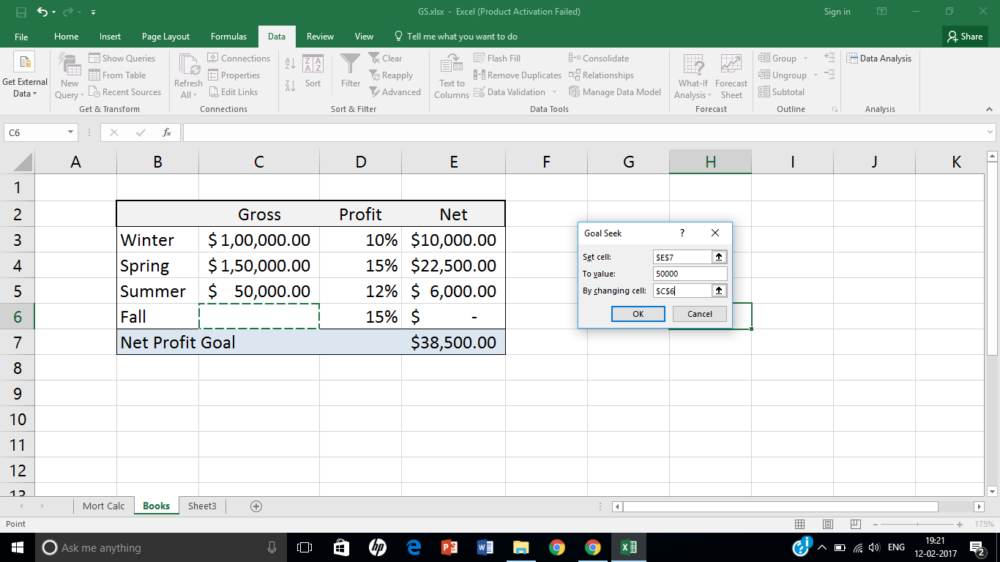 GS.xlsx - Excel (Product Activation Failed)
Sign in
File Home Insert Page Layout Formulas Data Review View Tell me what you want to do Share
Get External Data
New Query
Show Queries
From Table
Recent Sources
Get & Transform
Refresh All
Connections
Properties
Edit Links
Connections
A Z
Z A
Z A A Z
Sort
Filter
Clear
Reapply
Advanced
Sort & Filter
Text to Columns
Flash Fill
Remove Duplicates
Data Validation
Consolidate
Relationships
Manage Data Model
Data Tools
What-If Analysis
Forecast Sheet
Forecast
Group
Ungroup
Subtotal
Outline
Data Analysis
Analysis
C6 fx
A B C D E F G H I J K
1
2 Gross Profit Net
3 Winter $ 1,00,000.00 10% $10,000.00
4 Spring $ 1,50,000.00 15% $22,500.00
5 Summer $ 50,000.00 12% $ 6,000.00
6 Fall 15% $ -
7 Net Profit Goal $38,500.00
8
9
10
11
12
13
Goal Seek ?
Set cell: $E$7
To value: 50000
By changing cell: $C$6
OK Cancel
Mort Calc Books Sheet3
Point 175%
Ask me anything
ENG
19:21
12-02-2017
2